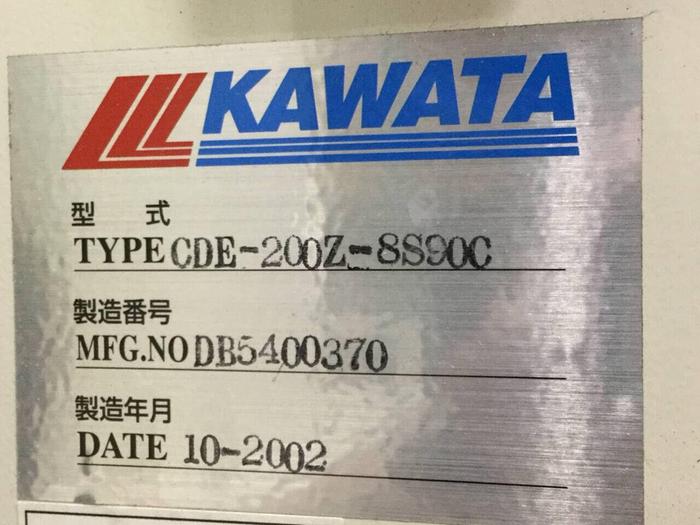 KAWATA
型 式
TYPE CDE-200Z-8S90C
製造番号
MFG.NO DB5400370
製造年月
DATE 10-2002